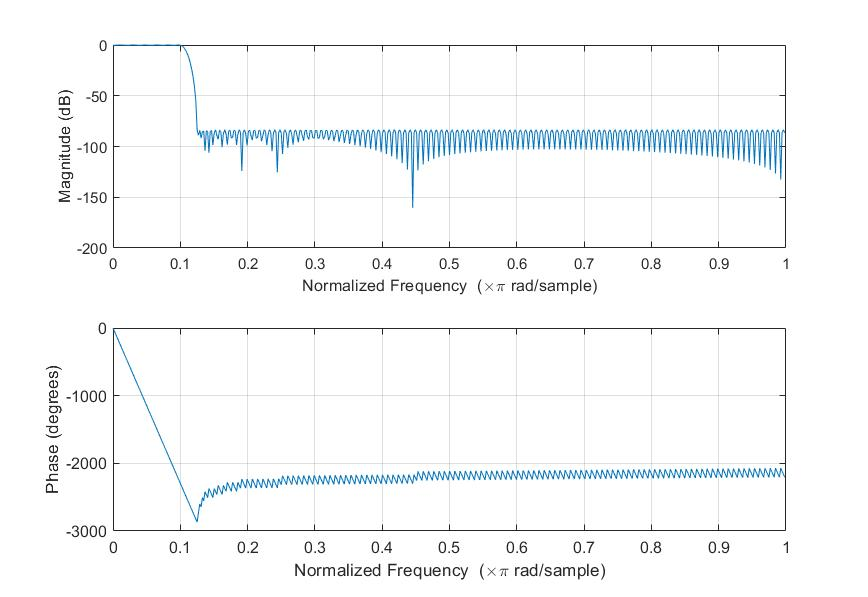 0
-50
-100
-150
-200
Magnitude (dB)
0 0.1 0.2 0.3 0.4 0.5 0.6 0.7 0.8 0.9 1
Normalized Frequency (×π rad/sample)
0
-1000
-2000
-3000
Phase (degrees)
0 0.1 0.2 0.3 0.4 0.5 0.6 0.7 0.8 0.9 1
Normalized Frequency (×π rad/sample)